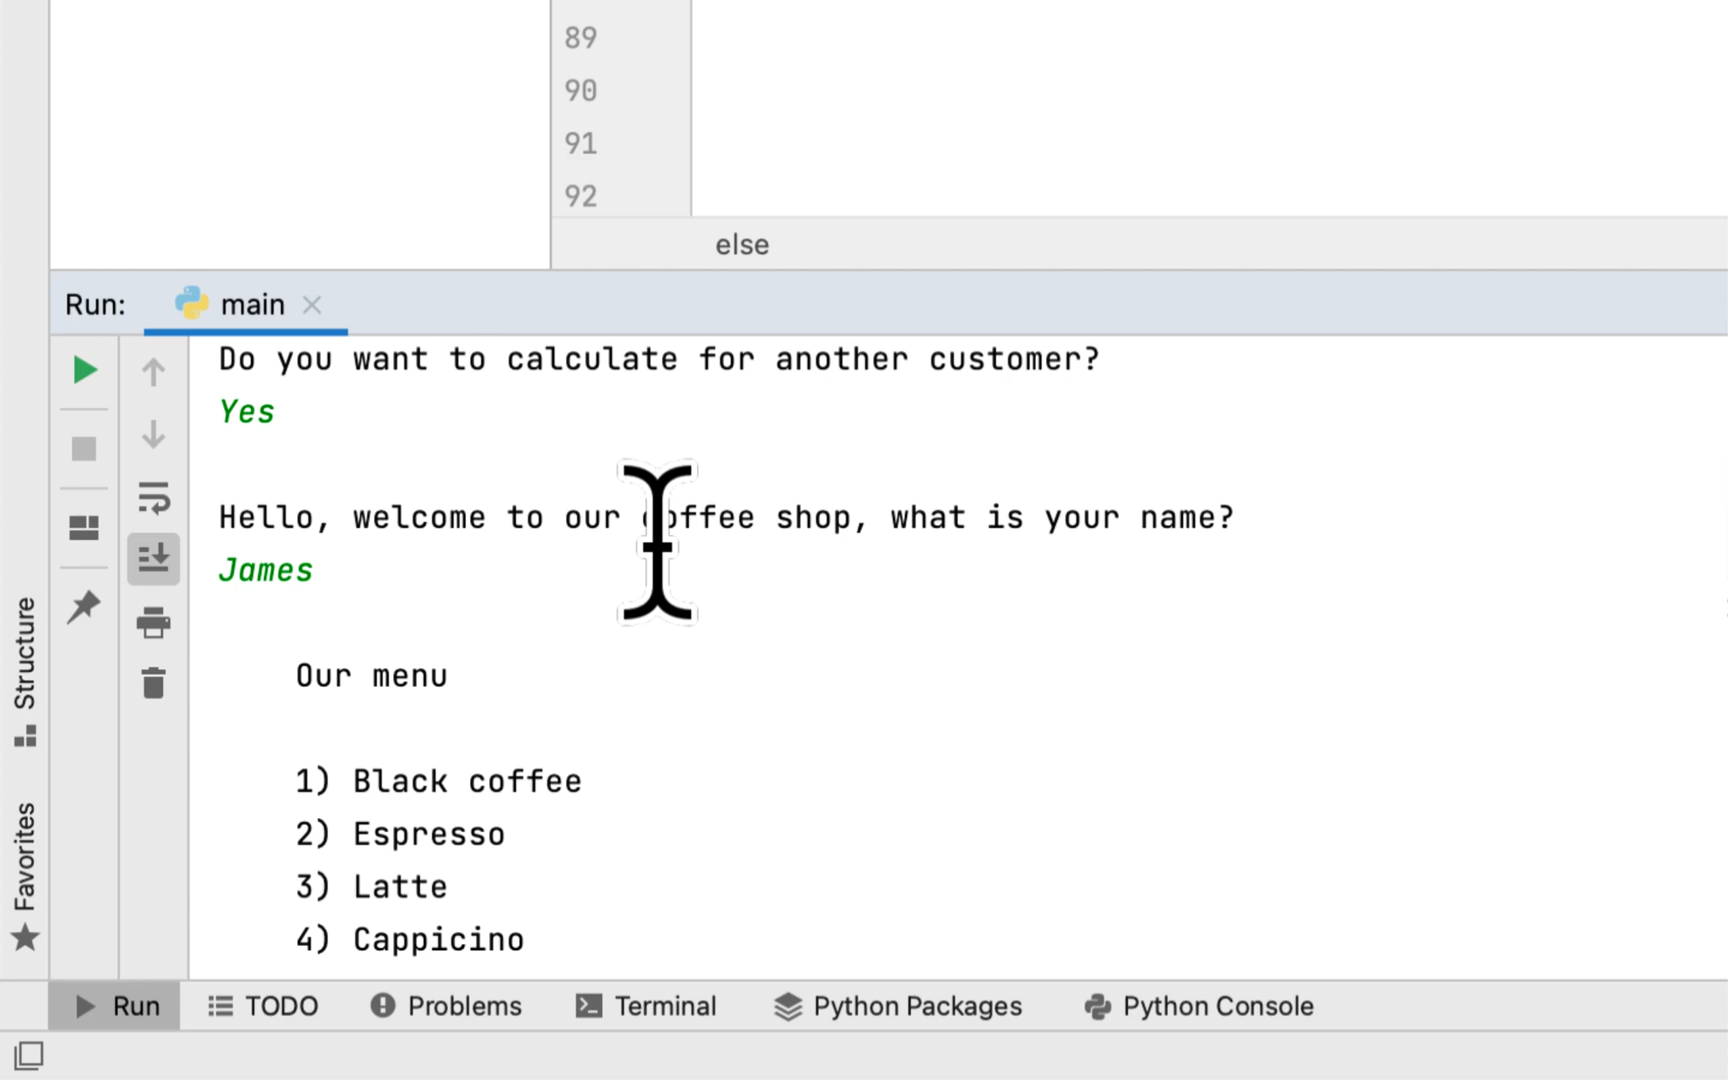 89
90
91
92
else
Run: main
Do you want to calculate for another customer?
Yes
Hello, welcome to our coffee shop, what is your name?
James
Our menu
1) Black coffee
2) Espresso
3) Latte
4) Cappicino
Structure
Favorites
Run TODO Problems Terminal Python Packages Python Console